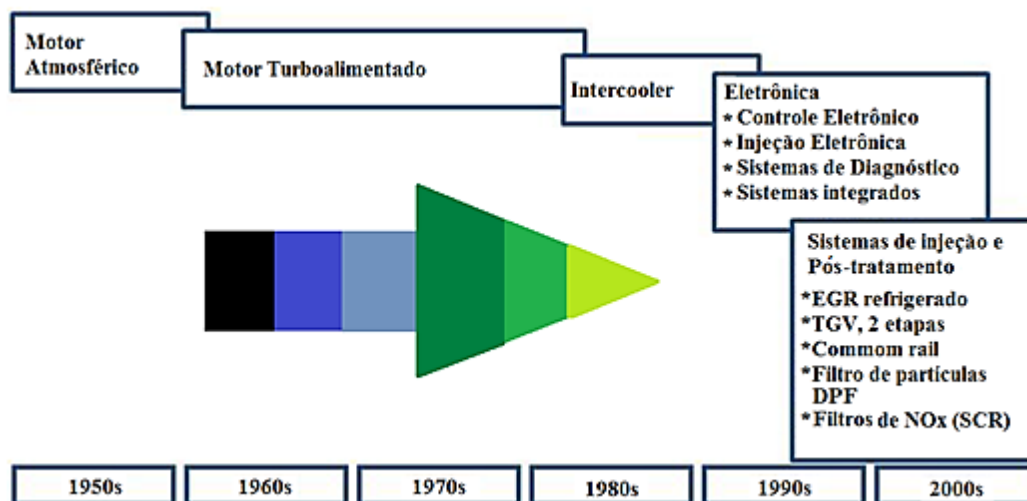 Motor
Atmosférico
Motor Turboalimentado
Intercooler
Eletrônica
* Controle Eletrônico
* Injeção Eletrônica
* Sistemas de Diagnóstico
* Sistemas integrados
Sistemas de injeção e
Pós-tratamento
*EGR refrigerado
*TGV, 2 etapas
*Commom rail
*Filtro de partículas
DPF
*Filtros de NOx (SCR)
1950s
1960s
1970s
1980s
1990s
2000s